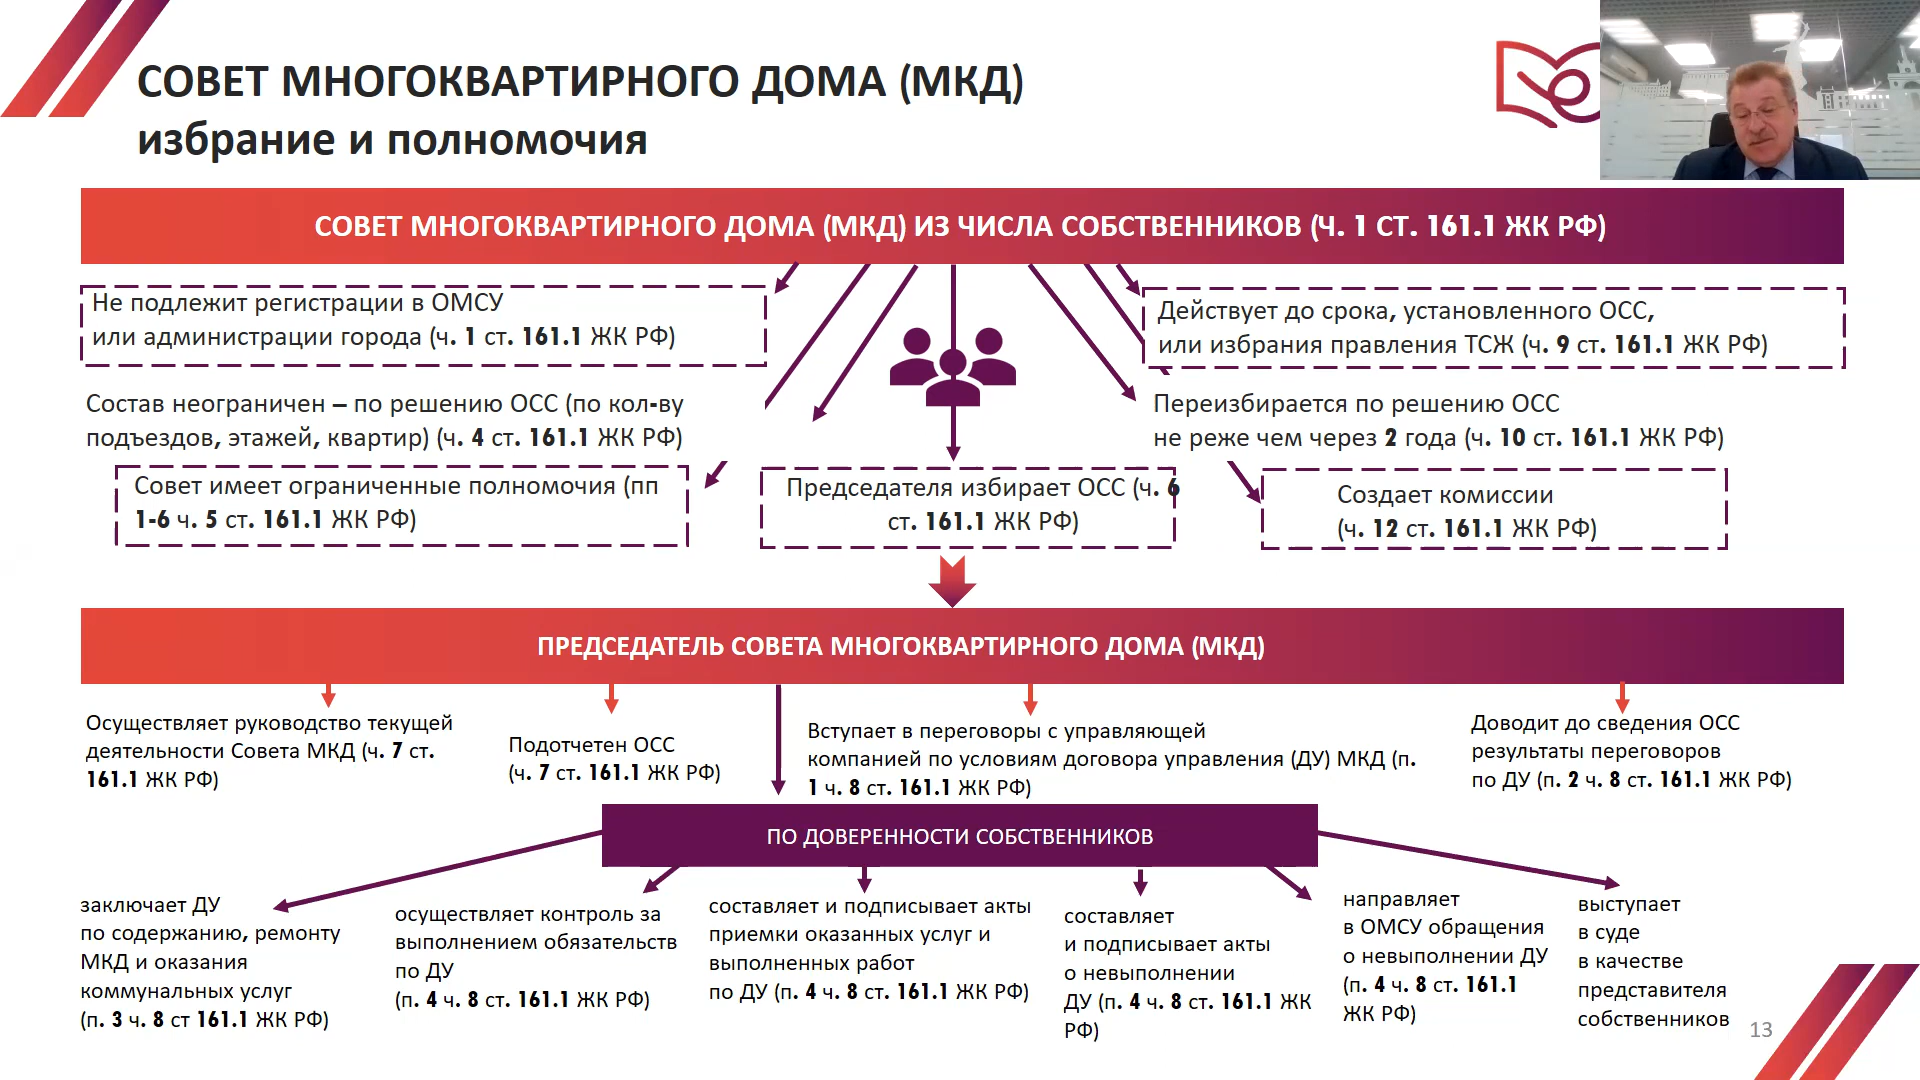 СОВЕТ МНОГОКВАРТИРНОГО ДОМА (МКД)
избрание и полномочия
СОВЕТ МНОГОКВАРТИРНОГО ДОМА (МКД) ИЗ ЧИСЛА СОБСТВЕННИКОВ (Ч. 1 СТ. 161.1 ЖК РФ)
Не подлежит регистрации в ОМСУ
или администрации города (ч. 1 ст. 161.1 ЖК РФ)
Действует до срока, установленного ОСС,
или избрания правления ТСЖ (ч. 9 ст. 161.1 ЖК РФ)
Состав неограничен – по решению ОСС (по кол-ву
подъездов, этажей, квартир) (ч. 4 ст. 161.1 ЖК РФ)
Переизбирается по решению ОСС
не реже чем через 2 года (ч. 10 ст. 161.1 ЖК РФ)
Совет имеет ограниченные полномочия (пп
1-6 ч. 5 ст. 161.1 ЖК РФ)
Председателя избирает ОСС (ч. 6
ст. 161.1 ЖК РФ)
Создает комиссии
(ч. 12 ст. 161.1 ЖК РФ)
ПРЕДСЕДАТЕЛЬ СОВЕТА МНОГОКВАРТИРНОГО ДОМА (МКД)
Осуществляет руководство текущей
деятельности Совета МКД (ч. 7 ст.
161.1 ЖК РФ)
Подотчетен ОСС
(ч. 7 ст. 161.1 ЖК РФ)
Вступает в переговоры с управляющей
компанией по условиям договора управления (ДУ) МКД (п.
1 ч. 8 ст. 161.1 ЖК РФ)
Доводит до сведения ОСС
результаты переговоров
по ДУ (п. 2 ч. 8 ст. 161.1 ЖК РФ)
ПО ДОВЕРЕННОСТИ СОБСТВЕННИКОВ
заключает ДУ
по содержанию, ремонту
МКД и оказания
коммунальных услуг
(п. 3 ч. 8 ст 161.1 ЖК РФ)
осуществляет контроль за
выполнением обязательств
по ДУ
(п. 4 ч. 8 ст. 161.1 ЖК РФ)
составляет и подписывает акты
приемки оказанных услуг и
выполненных работ
по ДУ (п. 4 ч. 8 ст. 161.1 ЖК РФ)
составляет
и подписывает акты
о невыполнении
ДУ (п. 4 ч. 8 ст. 161.1 ЖК
РФ)
направляет
в ОМСУ обращения
о невыполнении ДУ
(п. 4 ч. 8 ст. 161.1
ЖК РФ)
выступает
в суде
в качестве
представителя
собственников
13